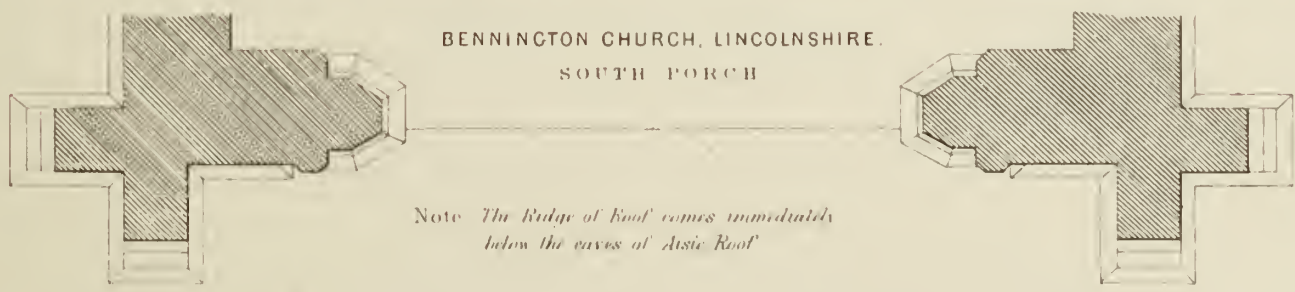 BENNINGTON CHURCH, LINCOLNSHIRE.
SOUTH PORCH
Note The Ridge of Roof comes immediately
below the eaves of Aisle Roof